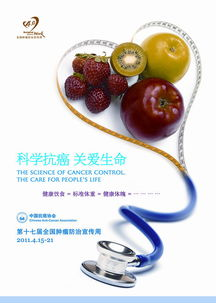 科学抗癌 关爱生命
THE SCIENCE OF CANCER CONTROL
THE CARE FOR PEOPLE'S LIFE
健康饮食 = 标准体重 = 健康体魄 = … … … …
中国抗癌协会
Chinese Anti-Cancer Association
第十七届全国肿瘤防治宣传周
2011.4.15-21